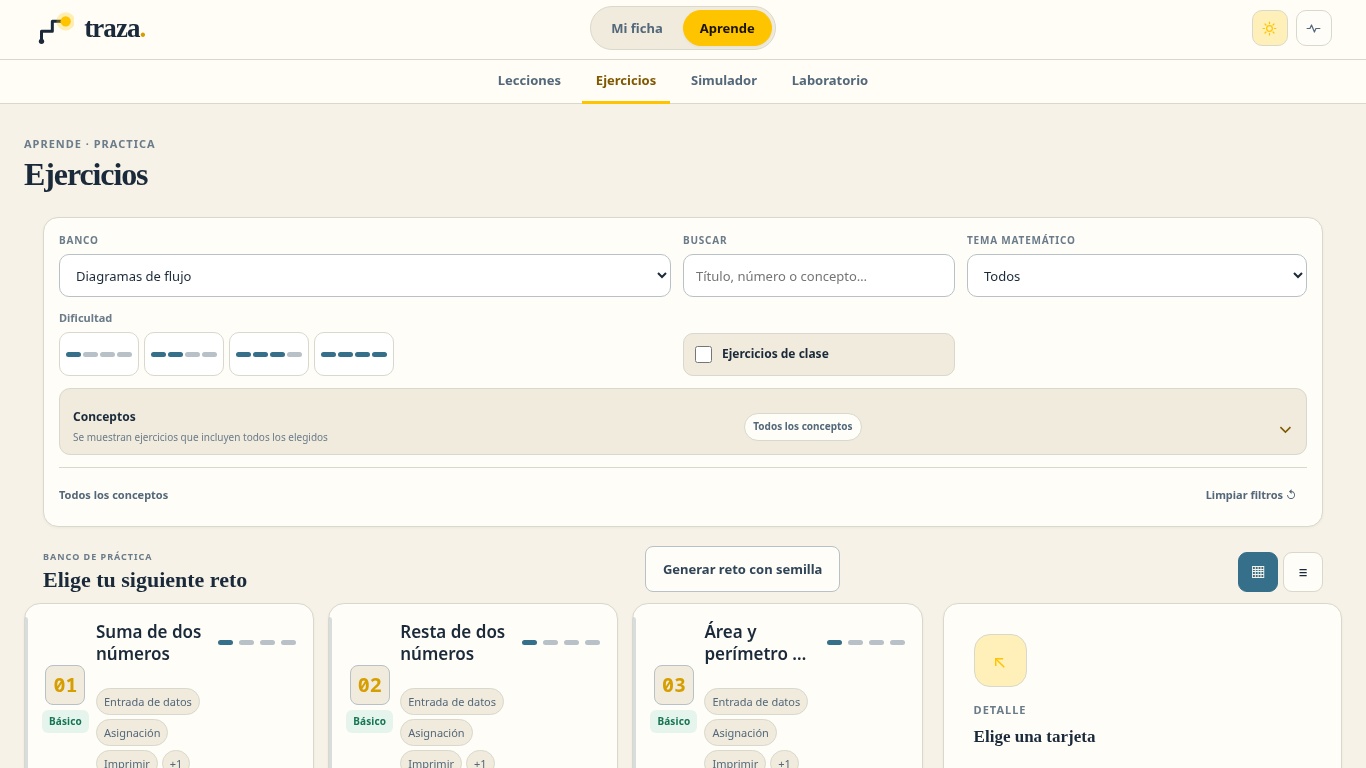 traza.
Mi ficha
Aprende
Lecciones
Ejercicios
Simulador
Laboratorio
APRENDE · PRACTICA
Ejercicios
BANCO
BUSCAR
TEMA MATEMÁTICO
Diagramas de flujo
Título, número o concepto...
Todos
Dificultad
Ejercicios de clase
Conceptos
Se muestran ejercicios que incluyen todos los elegidos
Todos los conceptos
Todos los conceptos
Limpiar filtros
BANCO DE PRÁCTICA
Elige tu siguiente reto
Generar reto con semilla
Suma de dos
números
01
Básico
Entrada de datos
Asignación
Imprimir
+1
Resta de dos
números
02
Básico
Entrada de datos
Asignación
Imprimir
+1
Área y
perímetro ...
03
Básico
Entrada de datos
Asignación
Imprimir
+1
DETALLE
Elige una tarjeta